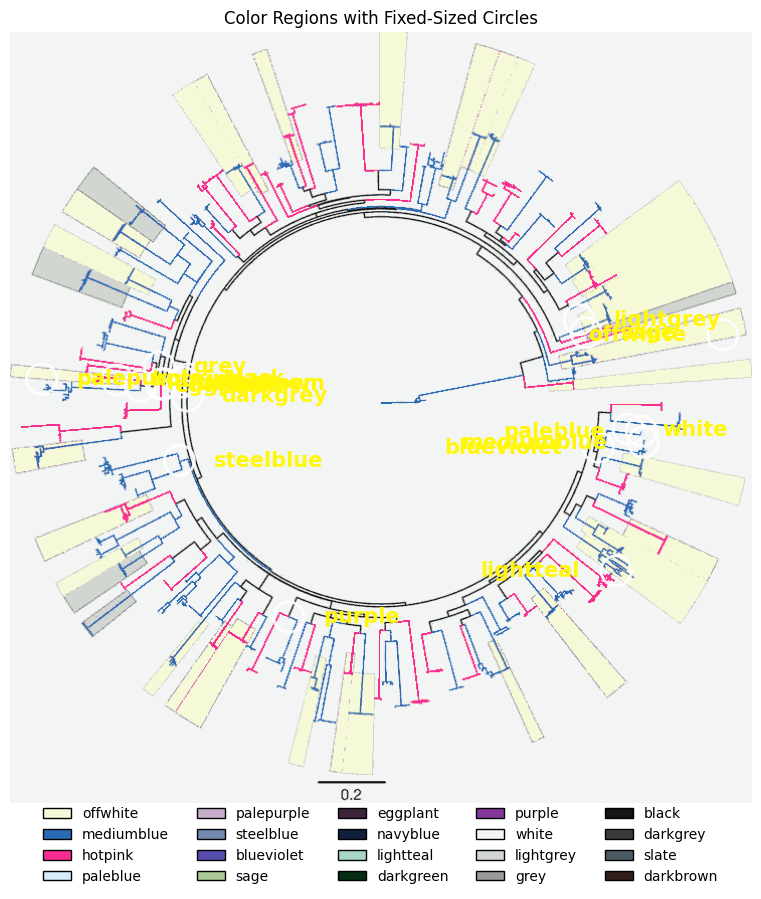 Color Regions with Fixed-Sized Circles
lightgrey
offwhite
grey
palepurple
darkgrey
paleblue
white
mediumblue
blueviolet
steelblue
lightteal
purple
0.2
offwhite palepurple eggplant purple black
mediumblue steelblue navyblue white darkgrey
hotpink blueviolet lightteal lightgrey slate
paleblue sage darkgreen grey darkbrown